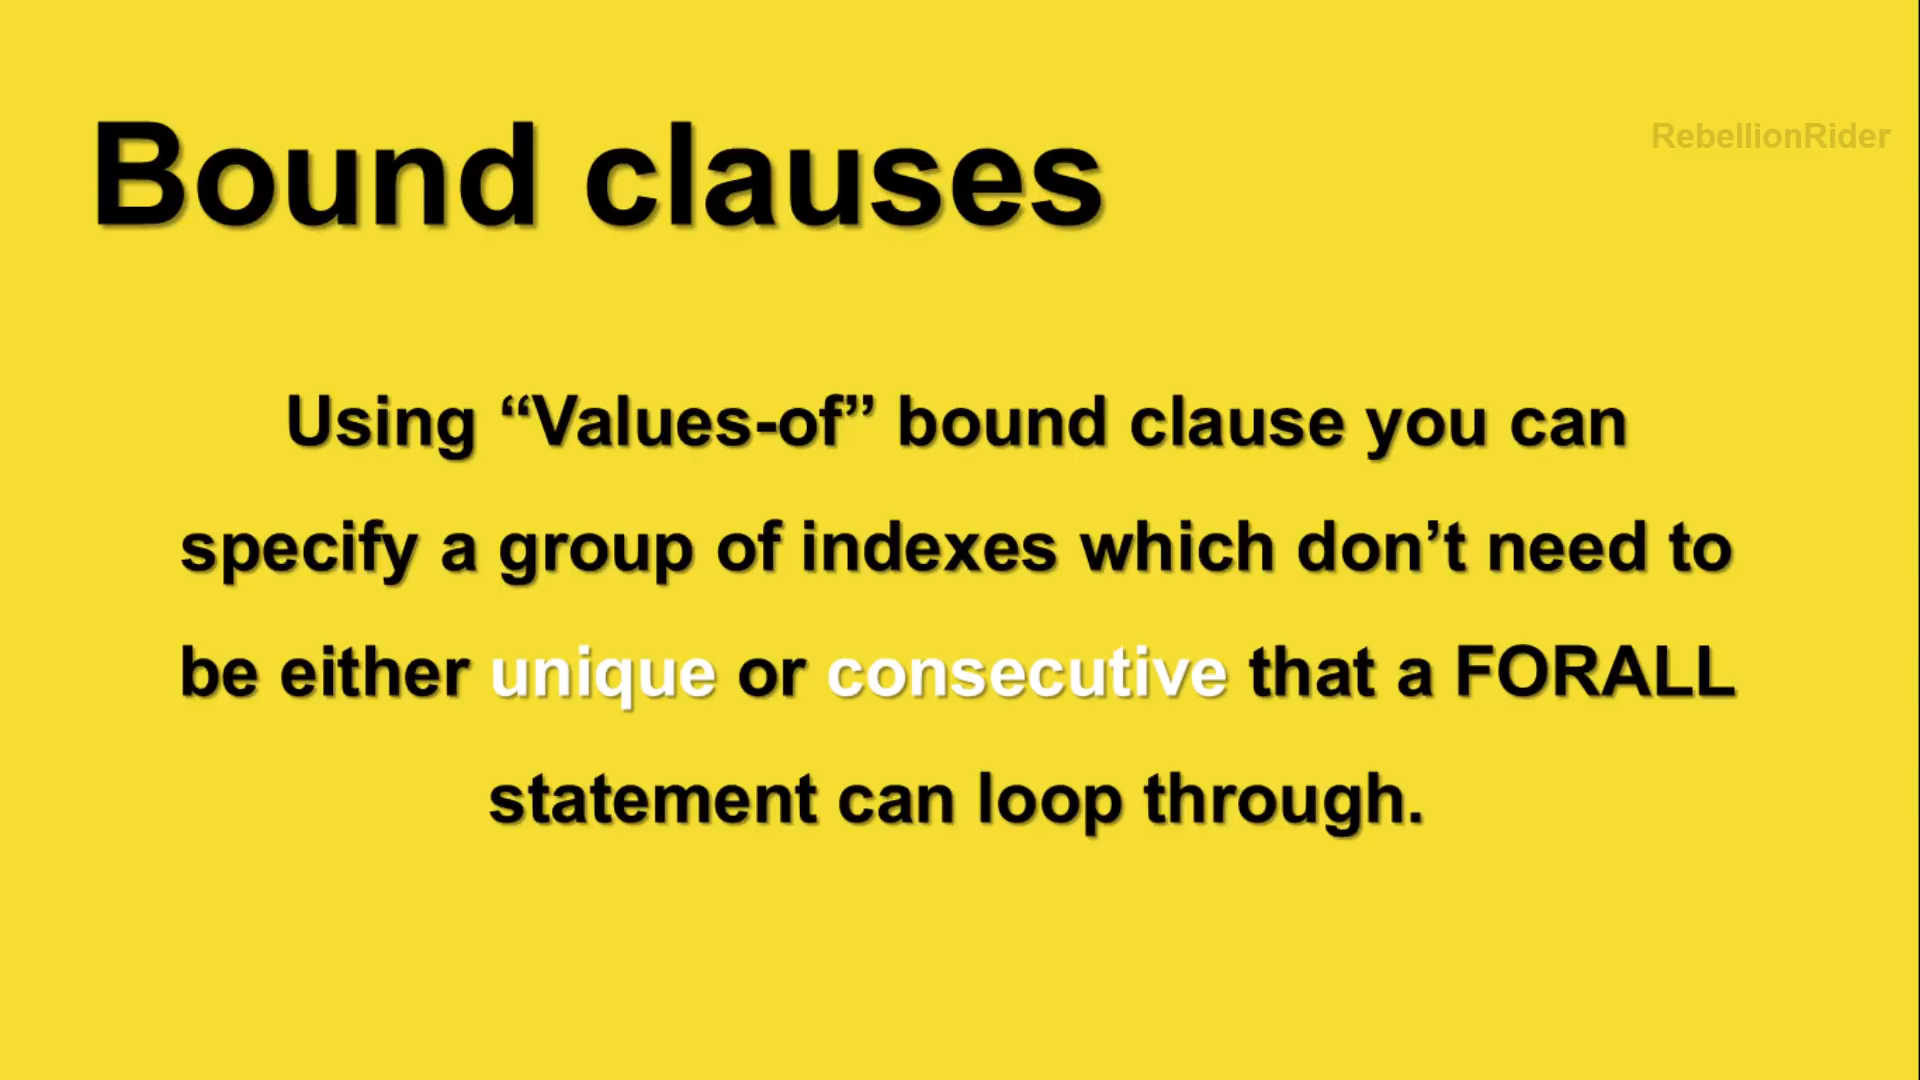 Bound clauses
RebellionRider
Using “Values-of” bound clause you can
specify a group of indexes which don’t need to
be either unique or consecutive that a FORALL
statement can loop through.